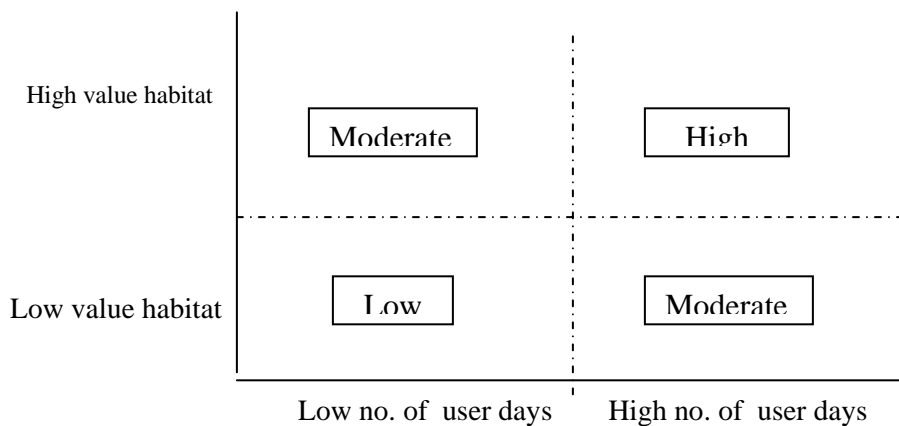 High value habitat
Moderate
High
Low value habitat
Low
Moderate
Low no. of user days
High no. of user days